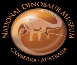 NATIONAL DINOSAUR MUSEUM
CANBERRA - AUSTRALIA